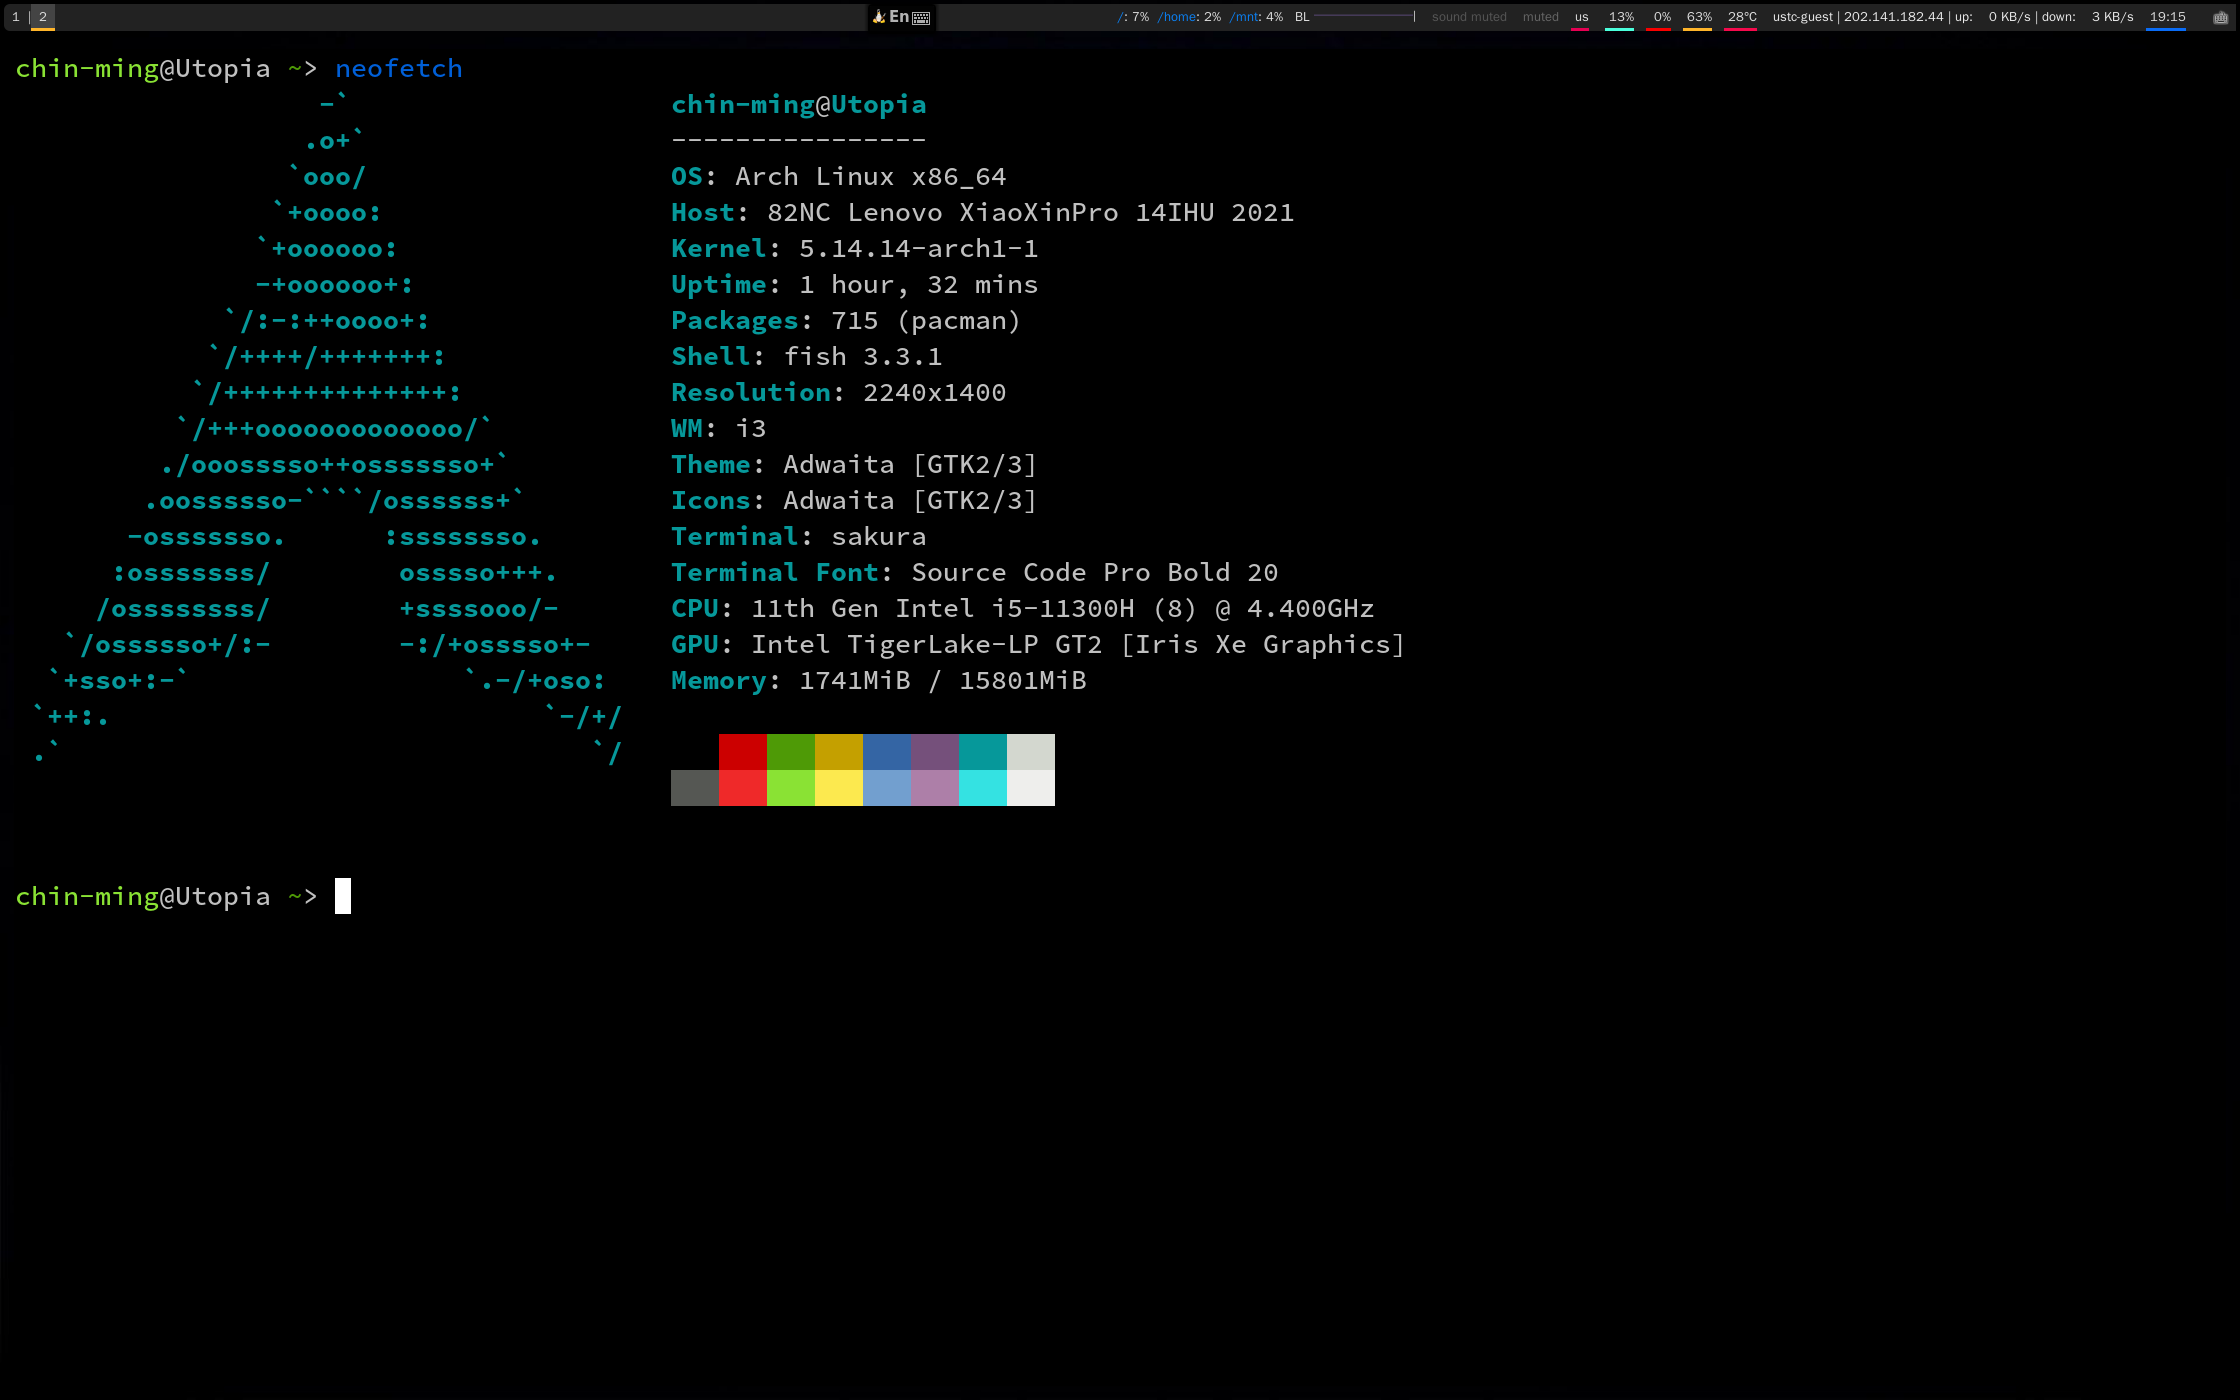 1 | 2 En /: 7% /home: 2% /mnt: 4% BL | sound muted muted us 13% 0% 63% 28°C ustc-guest | 202.141.182.44 | up: 0 KB/s | down: 3 KB/s 19:15
chin-ming@Utopia ~> neofetch
                   -`                    chin-ming@Utopia
                  .o+`                   ----------------
                 `ooo/                   OS: Arch Linux x86_64
                `+oooo:                  Host: 82NC Lenovo XiaoXinPro 14IHU 2021
               `+oooooo:                 Kernel: 5.14.14-arch1-1
               -+oooooo+:                Uptime: 1 hour, 32 mins
             `/:-:++oooo+:               Packages: 715 (pacman)
            `/++++/+++++++:              Shell: fish 3.3.1
           `/++++++++++++++:             Resolution: 2240x1400
          `/+++ooooooooooooo/`           WM: i3
         ./ooosssso++osssssso+`          Theme: Adwaita [GTK2/3]
        .oossssso-````/ossssss+`         Icons: Adwaita [GTK2/3]
       -osssssso.      :ssssssso.        Terminal: sakura
      :osssssss/        osssso+++.       Terminal Font: Source Code Pro Bold 20
     /ossssssss/        +ssssooo/-       CPU: 11th Gen Intel i5-11300H (8) @ 4.400GHz
   `/ossssso+/:-        -:/+osssso+-     GPU: Intel TigerLake-LP GT2 [Iris Xe Graphics]
  `+sso+:-`                 `.-/+oso:    Memory: 1741MiB / 15801MiB
 `++:.                           `-/+/
 .`                                 `/
chin-ming@Utopia ~>